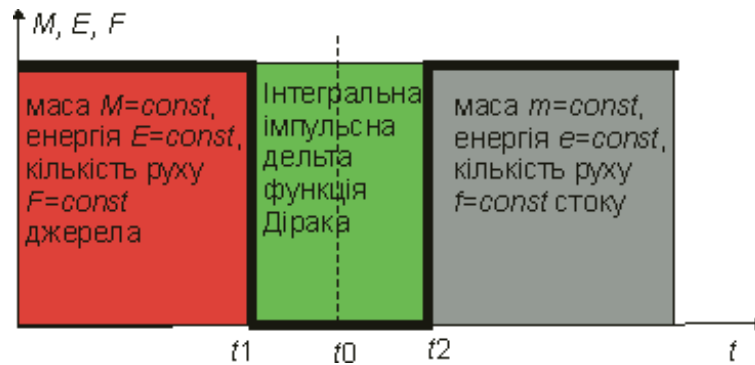 M, E, F
маса M=const,
енергія E=const,
кількість руху
F=const
джерела
Інтегральна
імпульсна
дельта
функція
Дірака
маса m=const,
енергія e=const,
кількість руху
f=const стоку
t1
t0
t2
t